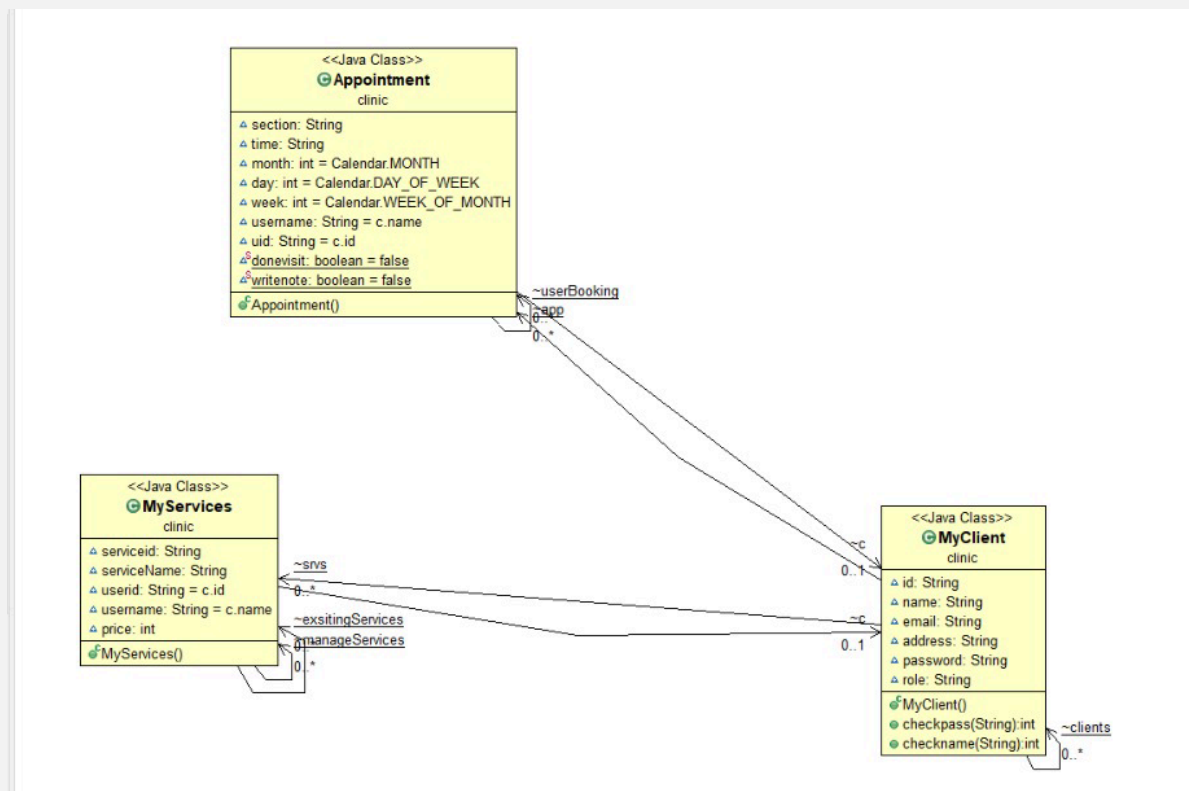 <<Java Class>>
Appointment
clinic
section: String
time: String
month: int = Calendar.MONTH
day: int = Calendar.DAY_OF_WEEK
week: int = Calendar.WEEK_OF_MONTH
username: String = c.name
uid: String = c.id
donevisit: boolean = false
writenote: boolean = false
Appointment()
~userBooking
~app
0..*
0..*
<<Java Class>>
MyServices
clinic
serviceid: String
serviceName: String
userid: String = c.id
username: String = c.name
price: int
MyServices()
~srvs
0..*
~exsitingServices
~manageServices
0..*
0..*
~c
0..1
~c
0..1
<<Java Class>>
MyClient
clinic
id: String
name: String
email: String
address: String
password: String
role: String
MyClient()
checkpass(String):int
checkname(String):int
~clients
0..*